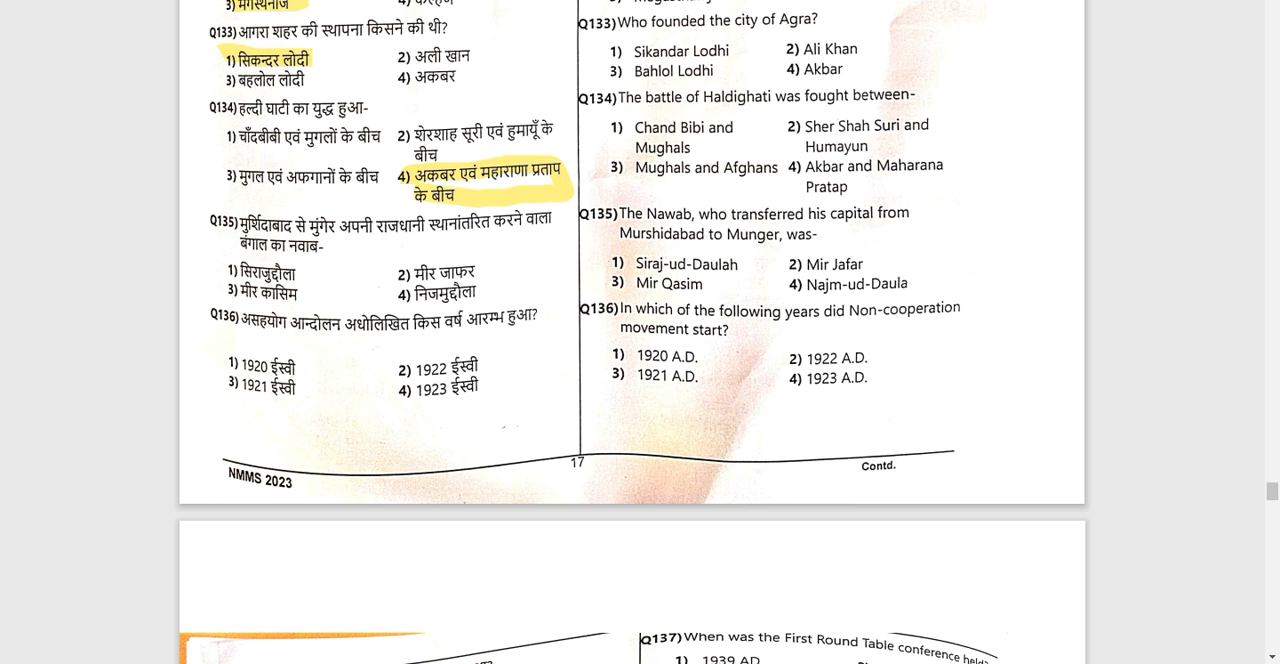 3) मेगस्थनीज
Q133) आगरा शहर की स्थापना किसने की थी?
1) सिकन्दर लोदी 2) अली खान
3) बहलोल लोदी 4) अकबर
Q134) हल्दी घाटी का युद्ध हुआ-
1) चाँदबीबी एवं मुगलों के बीच 2) शेरशाह सूरी एवं हुमायूँ के
बीच
3) मुगल एवं अफगानों के बीच 4) अकबर एवं महाराणा प्रताप
के बीच
Q135) मुर्शिदाबाद से मुंगेर अपनी राजधानी स्थानांतरित करने वाला
बंगाल का नवाब-
1) सिराजुद्दौला 2) मीर जाफर
3) मीर कासिम 4) निजमुद्दौला
Q136) असहयोग आन्दोलन अधोलिखित किस वर्ष आरम्भ हुआ?
1) 1920 ईस्वी 2) 1922 ईस्वी
3) 1921 ईस्वी 4) 1923 ईस्वी
Q133) Who founded the city of Agra?
1) Sikandar Lodhi 2) Ali Khan
3) Bahlol Lodhi 4) Akbar
Q134) The battle of Haldighati was fought between-
1) Chand Bibi and 2) Sher Shah Suri and
Mughals Humayun
3) Mughals and Afghans 4) Akbar and Maharana
Pratap
Q135) The Nawab, who transferred his capital from
Murshidabad to Munger, was-
1) Siraj-ud-Daulah 2) Mir Jafar
3) Mir Qasim 4) Najm-ud-Daula
Q136) In which of the following years did Non-cooperation
movement start?
1) 1920 A.D. 2) 1922 A.D.
3) 1921 A.D. 4) 1923 A.D.
NMMS 2023
17
Contd.
Q137) When was the First Round Table conference held?
1) 1939 AD